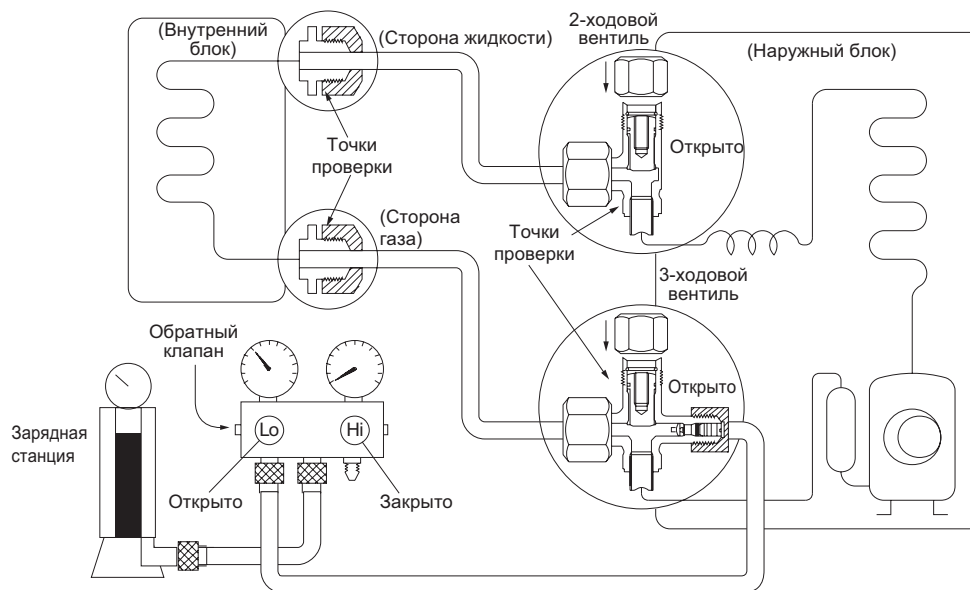 (Внутренний
блок)
(Сторона жидкости)
2-ходовой
вентиль
(Наружный блок)
Открыто
Точки
проверки
(Сторона
газа)
Точки
проверки
3-ходовой
вентиль
Обратный
клапан
Открыто
Зарядная
станция
Lo
Hi
Открыто
Закрыто